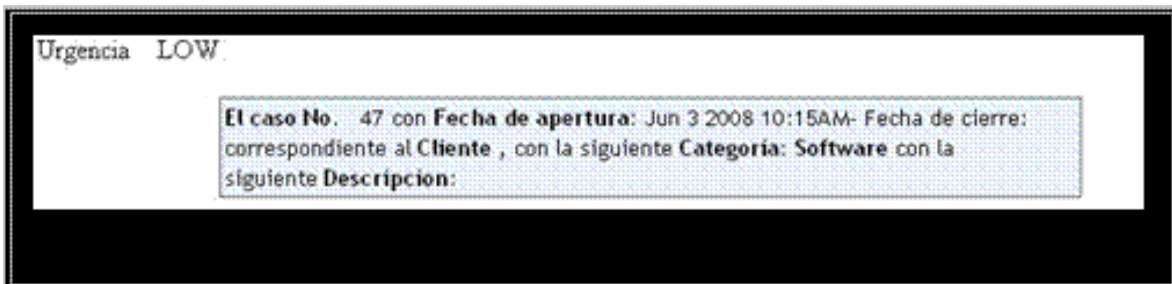 Urgencia LOW
El caso No. 47 con Fecha de apertura: Jun 3 2008 10:15AM- Fecha de cierre:
correspondiente al Cliente , con la siguiente Categoria: Software con la
siguiente Descripcion: